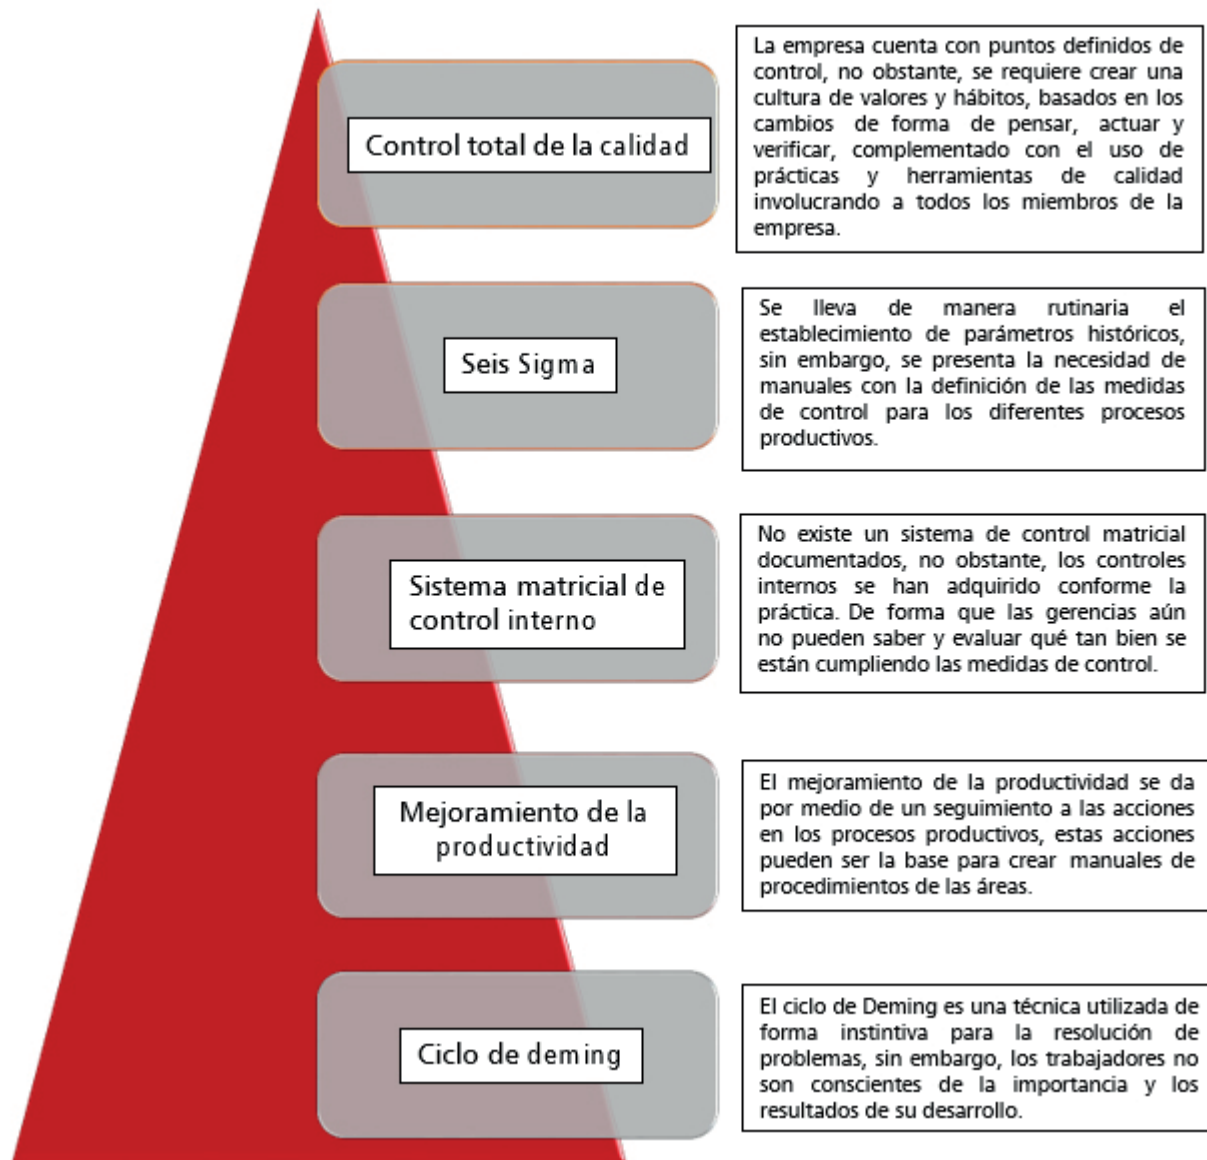 Control total de la calidad
La empresa cuenta con puntos definidos de
control, no obstante, se requiere crear una
cultura de valores y hábitos, basados en los
cambios de forma de pensar, actuar y
verificar, complementado con el uso de
prácticas y herramientas de calidad
involucrando a todos los miembros de la
empresa.
Seis Sigma
Se lleva de manera rutinaria el
establecimiento de parámetros históricos,
sin embargo, se presenta la necesidad de
manuales con la definición de las medidas
de control para los diferentes procesos
productivos.
Sistema matricial de
control interno
No existe un sistema de control matricial
documentados, no obstante, los controles
internos se han adquirido conforme la
práctica. De forma que las gerencias aún
no pueden saber y evaluar qué tan bien se
están cumpliendo las medidas de control.
Mejoramiento de la
productividad
El mejoramiento de la productividad se da
por medio de un seguimiento a las acciones
en los procesos productivos, estas acciones
pueden ser la base para crear manuales de
procedimientos de las áreas.
Ciclo de deming
El ciclo de Deming es una técnica utilizada de
forma instintiva para la resolución de
problemas, sin embargo, los trabajadores no
son conscientes de la importancia y los
resultados de su desarrollo.